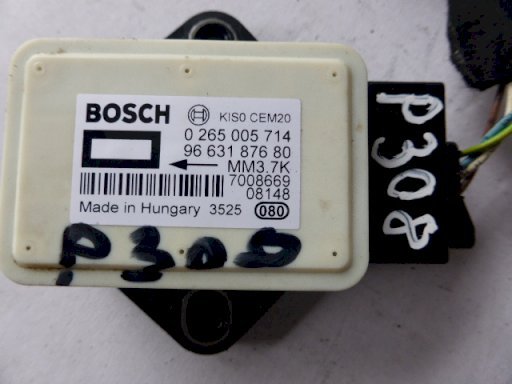 BOSCH KIS0 CEM20
0 265 005 714
96 631 876 80
MM3.7K
7008669
08148
Made in Hungary 3525 080
P308
P308